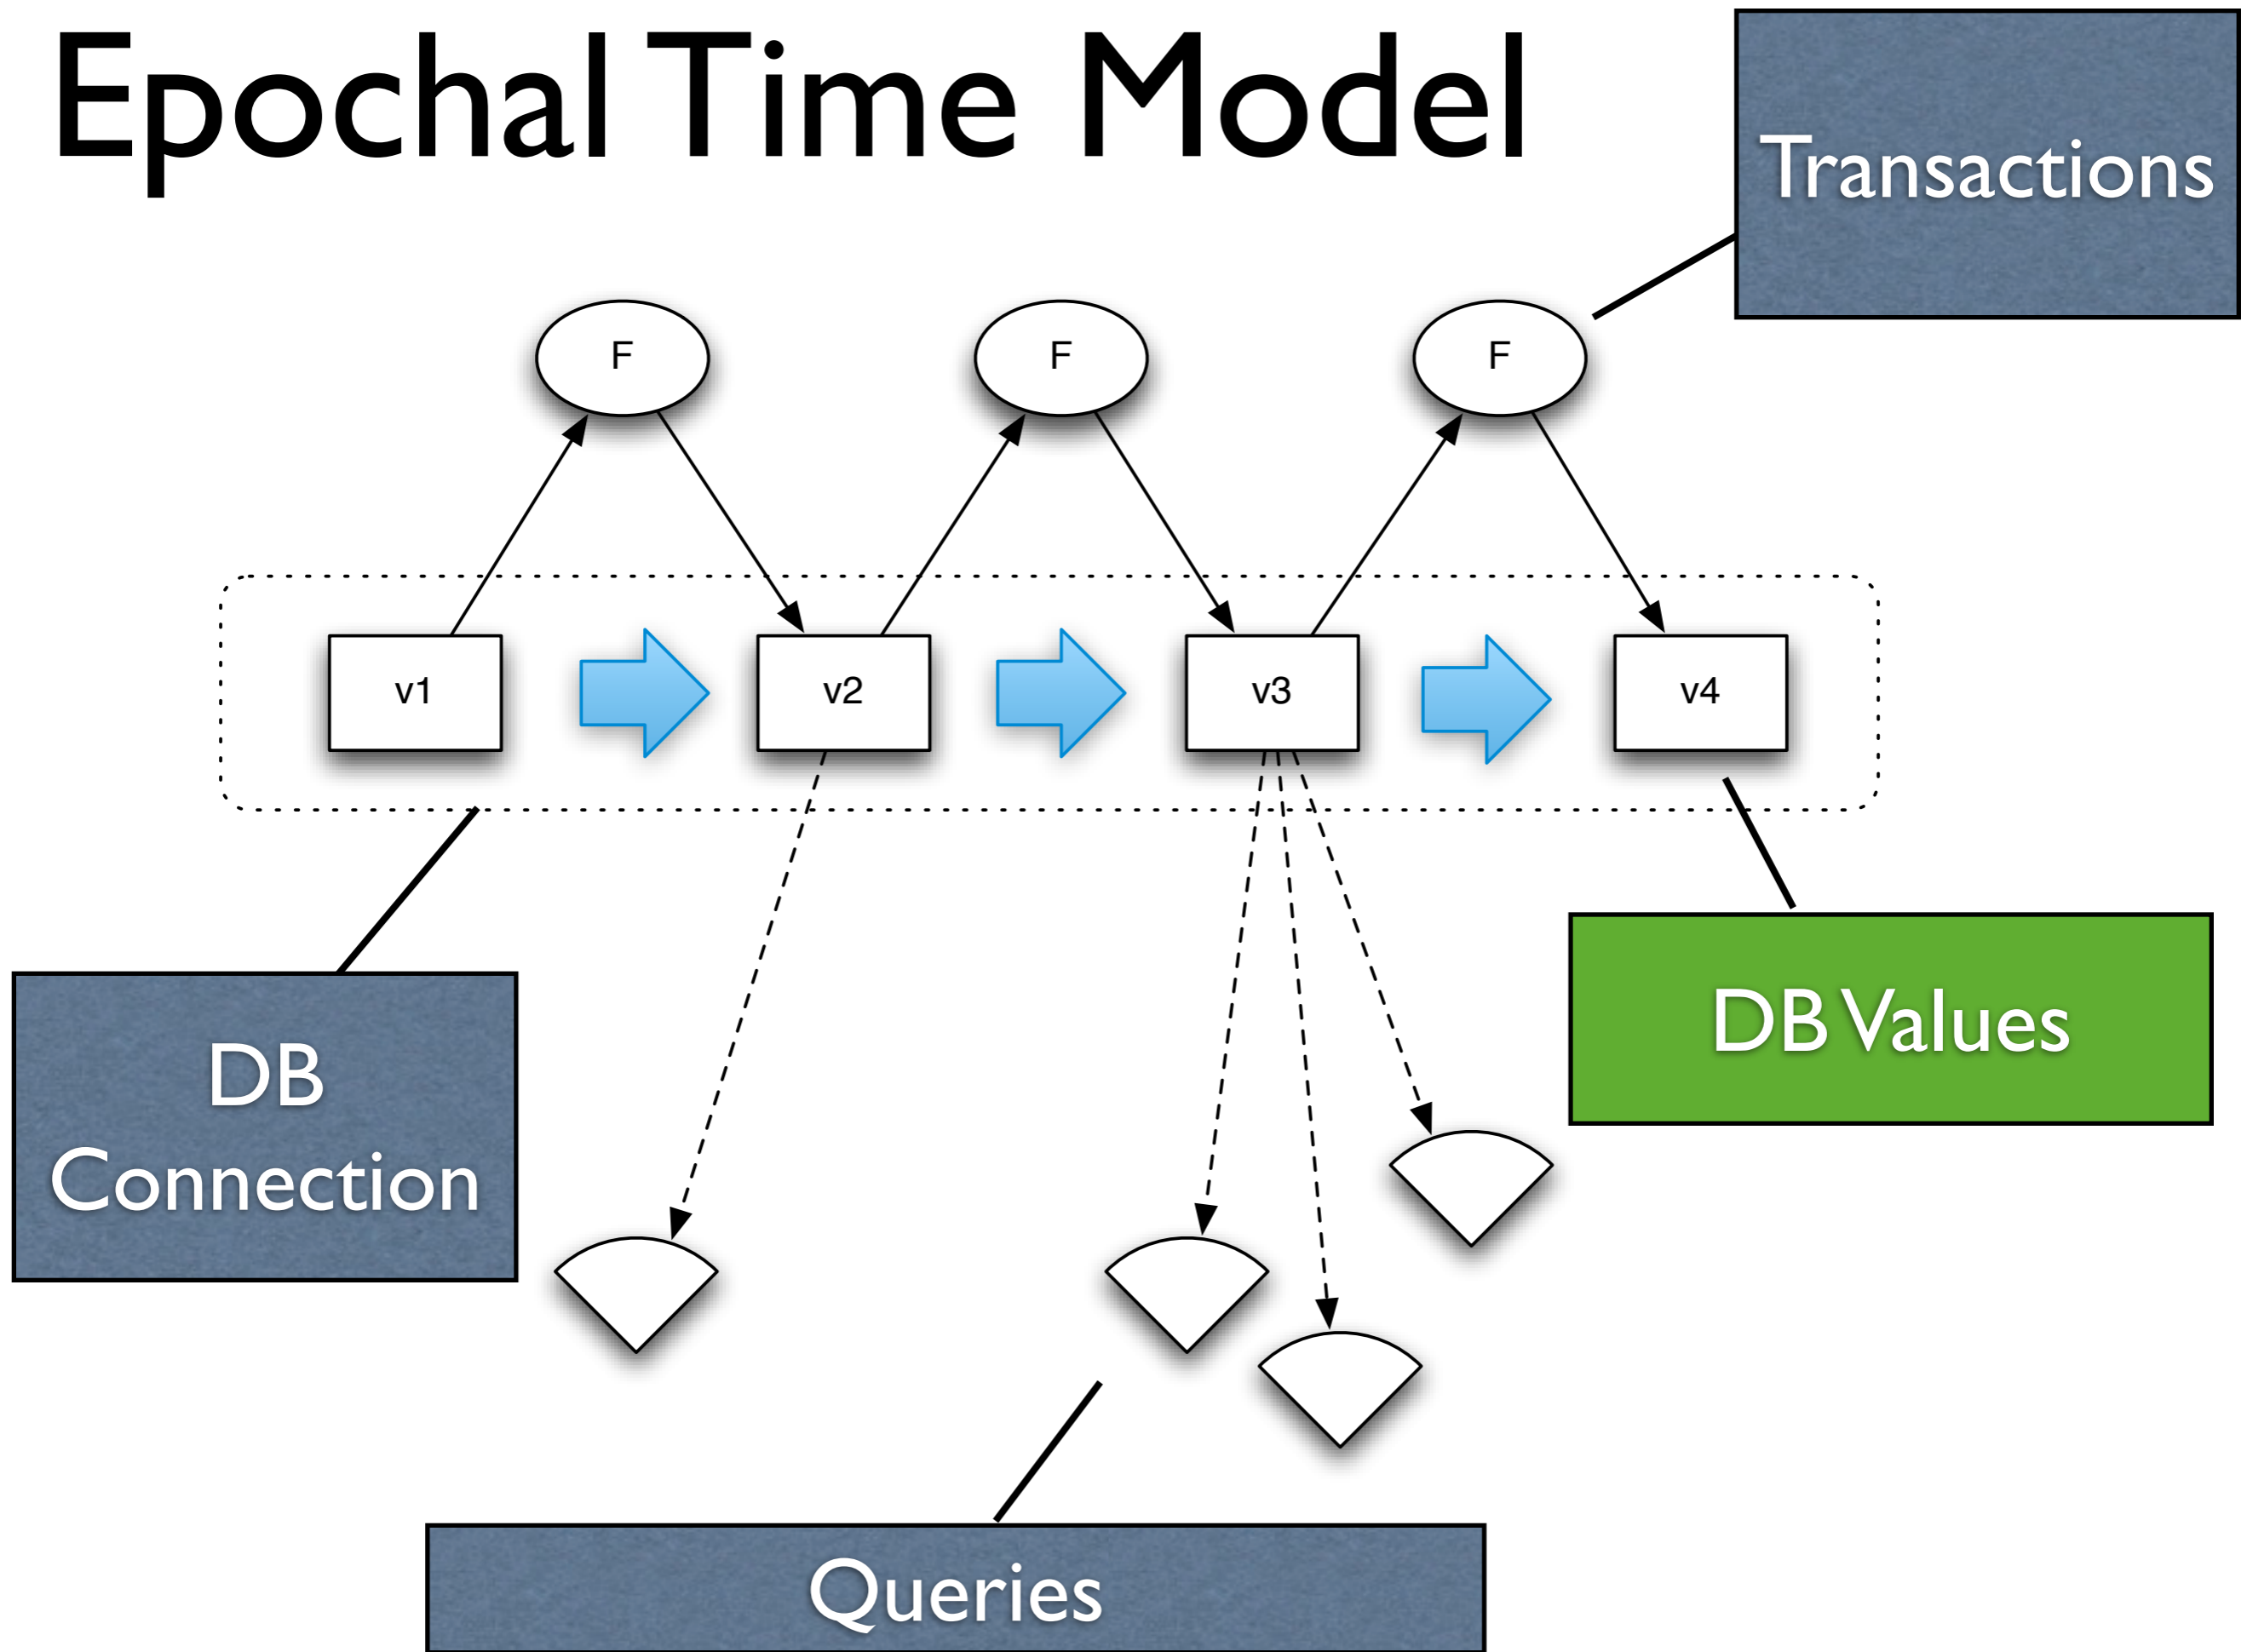 Epochal Time Model
Transactions
F
F
F
v1
v2
v3
v4
DB Values
DB
Connection
Queries